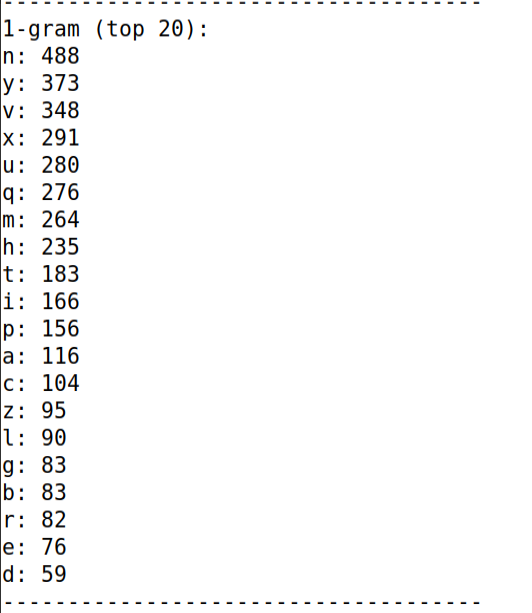 -------------------------------------
1-gram (top 20):
n: 488
y: 373
v: 348
x: 291
u: 280
q: 276
m: 264
h: 235
t: 183
i: 166
p: 156
a: 116
c: 104
z: 95
l: 90
g: 83
b: 83
r: 82
e: 76
d: 59
-------------------------------------